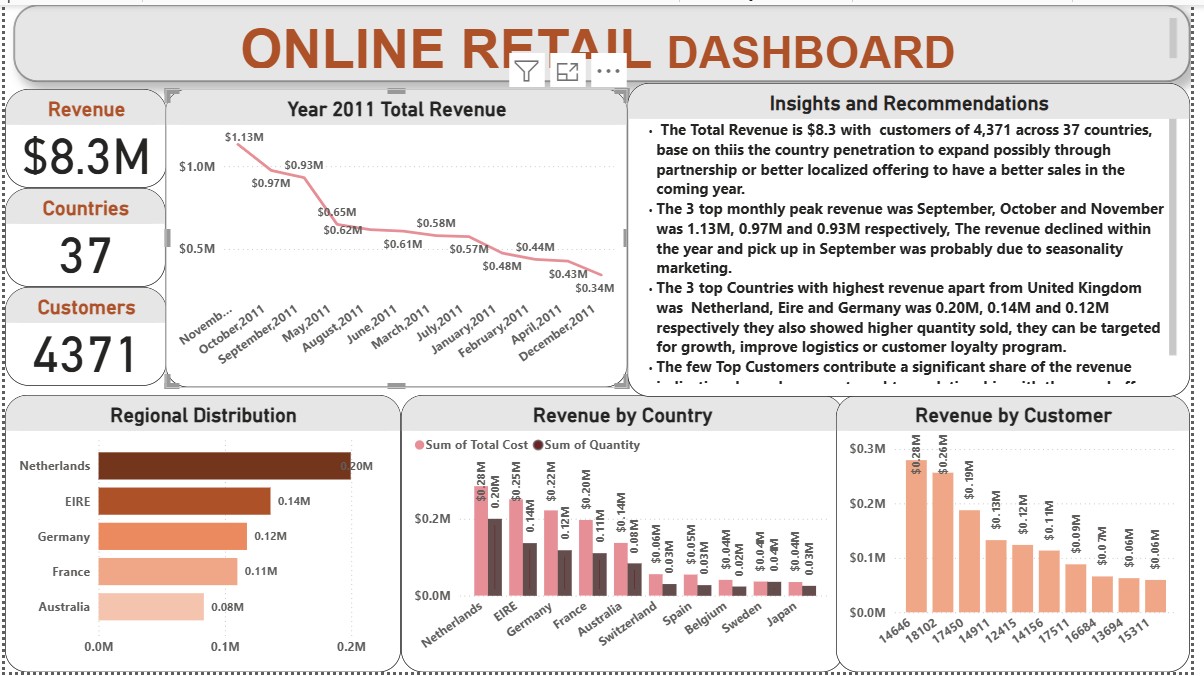 ONLINE RETAIL DASHBOARD
Revenue
$8.3M
Countries
37
Customers
4371
Year 2011 Total Revenue
$1.0M
$0.5M
$1.13M
$0.97M
$0.93M
$0.65M
$0.62M
$0.61M
$0.58M
$0.57M
$0.48M
$0.44M
$0.43M
$0.34M
Novemb...
October,2011
September,2011
May,2011
August,2011
June,2011
March,2011
July,2011
January,2011
February,2011
April,2011
December,2011
Insights and Recommendations
· The Total Revenue is $8.3 with customers of 4,371 across 37 countries,
base on thiis the country penetration to expand possibly through
partnership or better localized offering to have a better sales in the
coming year.
· The 3 top monthly peak revenue was September, October and November
was 1.13M, 0.97M and 0.93M respectively, The revenue declined within
the year and pick up in September was probably due to seasonality
marketing.
· The 3 top Countries with highest revenue apart from United Kingdom
was Netherland, Eire and Germany was 0.20M, 0.14M and 0.12M
respectively they also showed higher quantity sold, they can be targeted
for growth, improve logistics or customer loyalty program.
· The few Top Customers contribute a significant share of the revenue
Regional Distribution
Netherlands
0.20M
EIRE
0.14M
Germany
0.12M
France
0.11M
Australia
0.08M
0.0M
0.1M
0.2M
Revenue by Country
Sum of Total Cost
Sum of Quantity
$0.2M
$0.0M
$0.28M
0.20M
$0.25M
0.14M
$0.22M
0.12M
$0.20M
0.11M
$0.14M
0.08M
$0.06M
0.03M
$0.05M
0.03M
$0.04M
0.02M
$0.04M
0.04M
$0.04M
0.03M
Netherlands
EIRE
Germany
France
Australia
Switzerland
Spain
Belgium
Sweden
Japan
Revenue by Customer
$0.3M
$0.2M
$0.1M
$0.0M
$0.28M
$0.26M
$0.19M
$0.13M
$0.12M
$0.11M
$0.09M
$0.07M
$0.06M
$0.06M
14646
18102
17450
14911
12415
14156
17511
16684
13694
15311